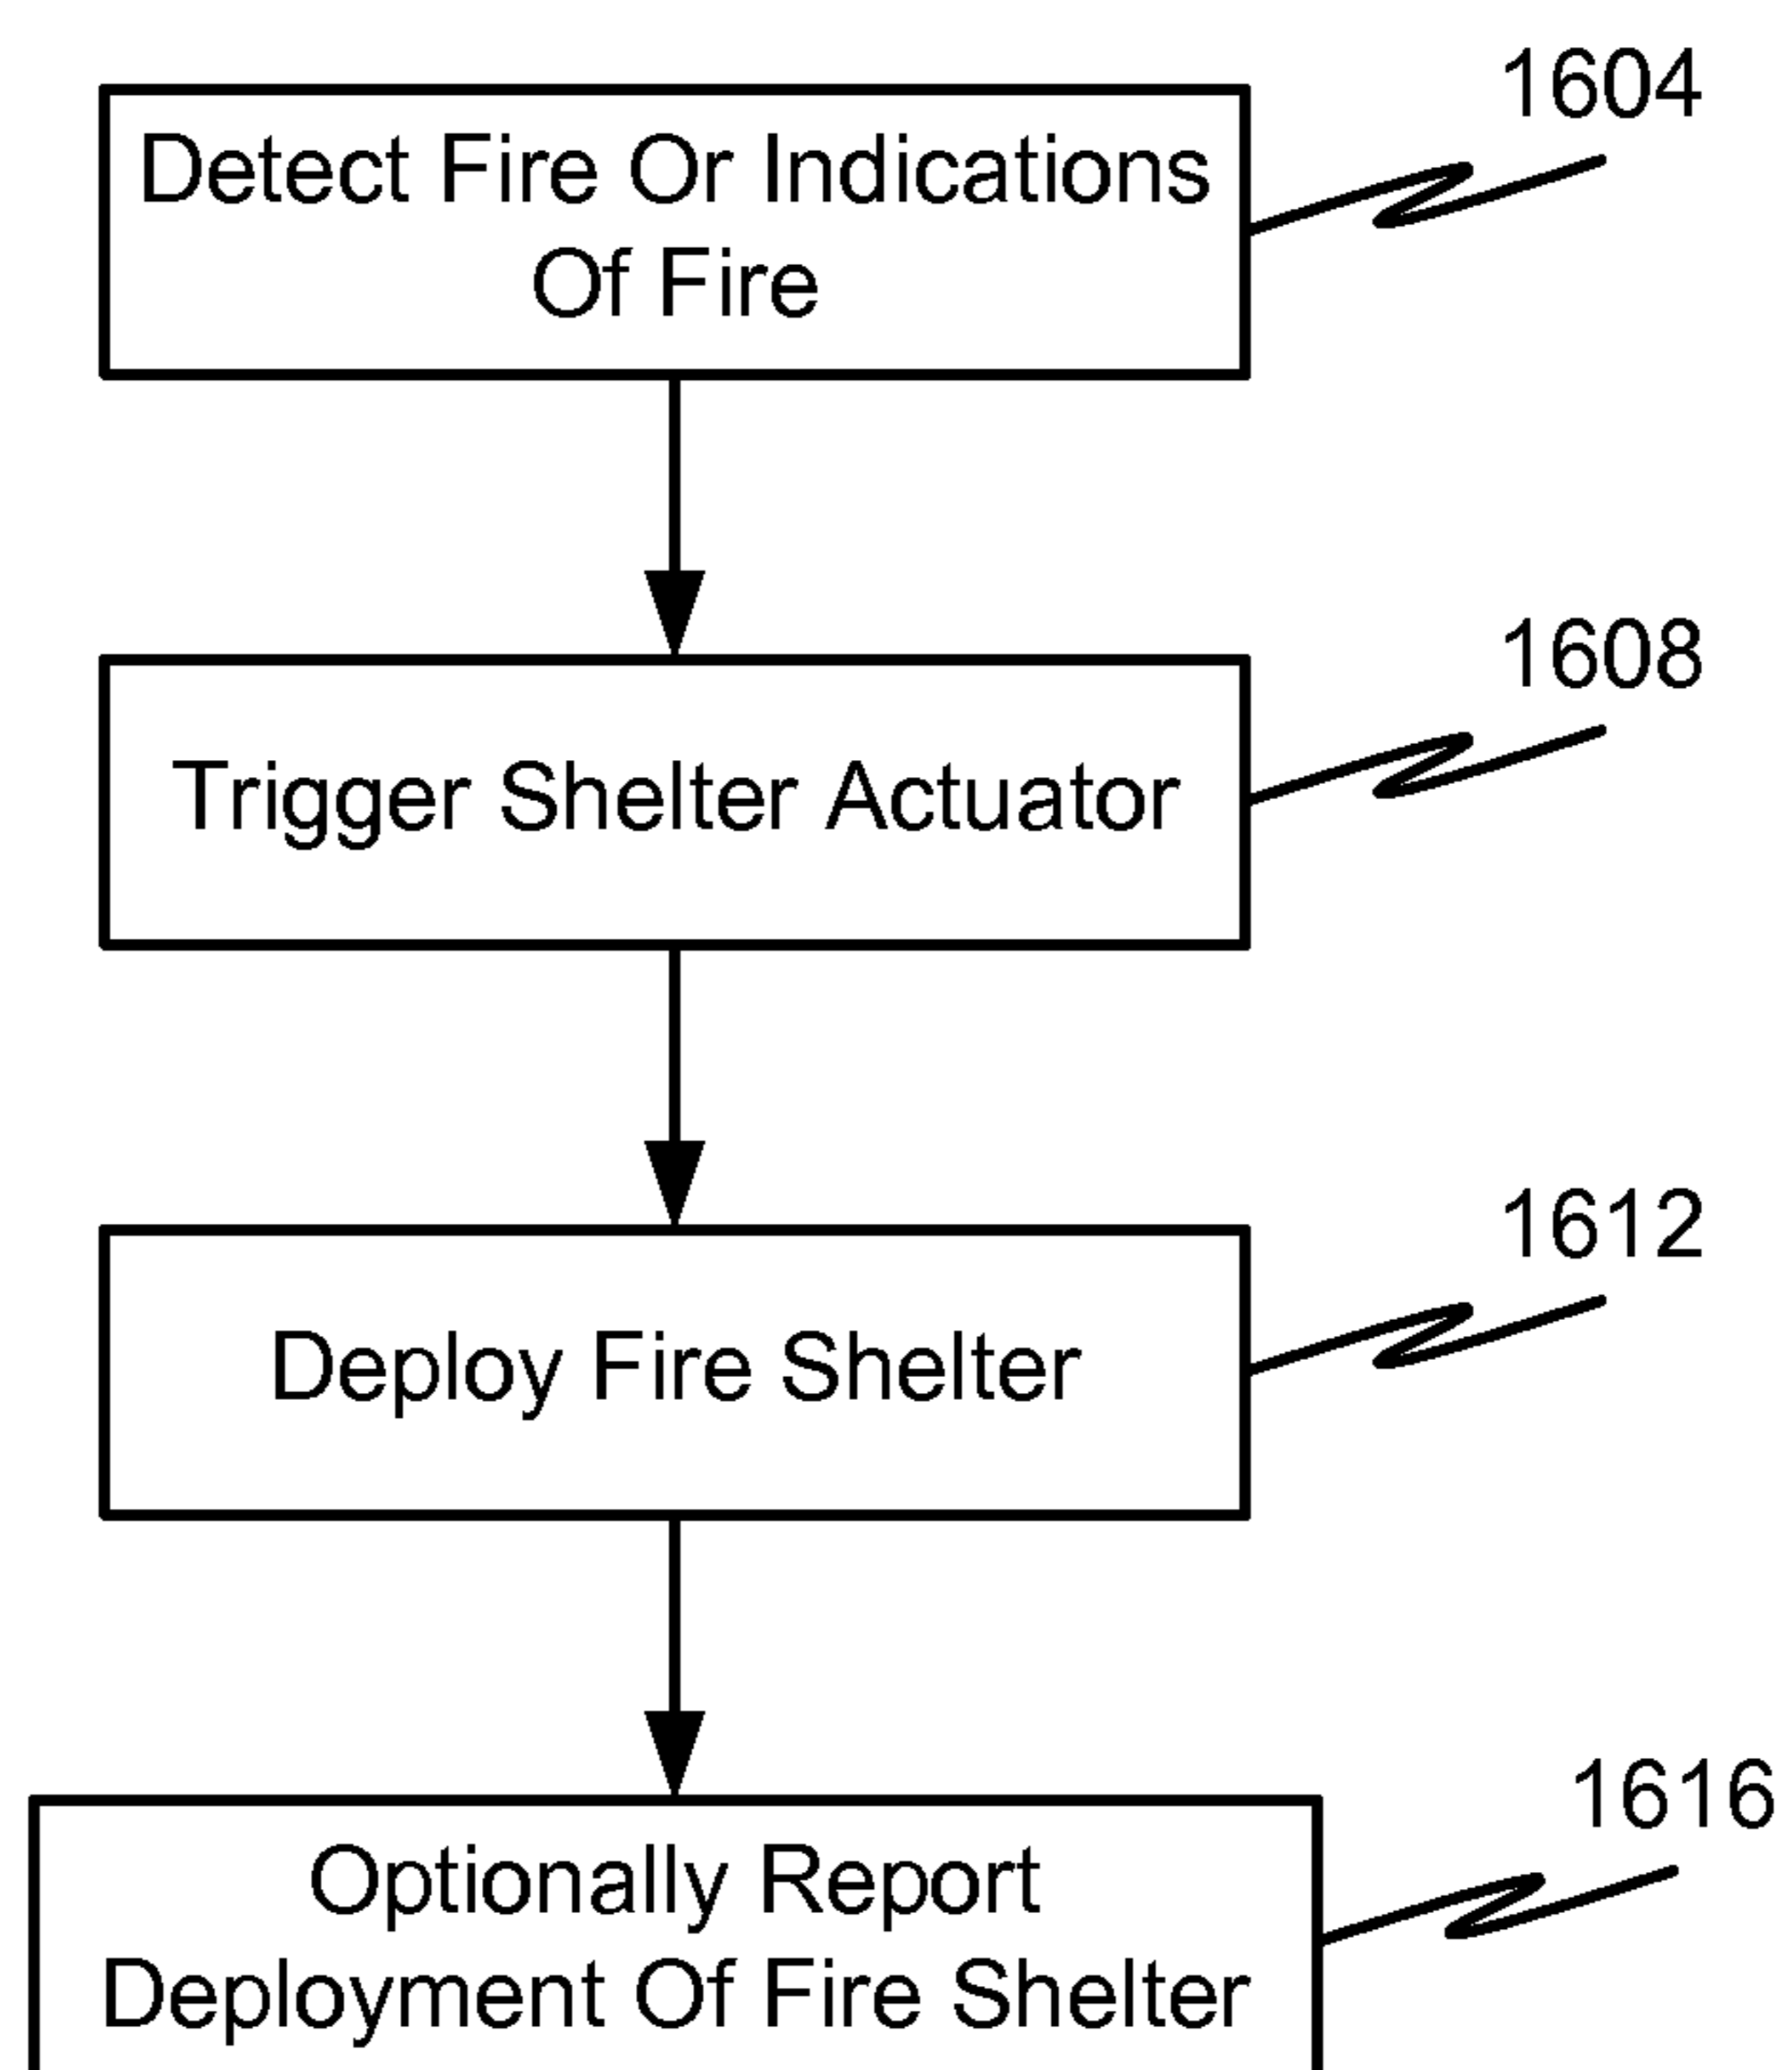 1604
Detect Fire Or Indications
Of Fire
1608
Trigger Shelter Actuator
1612
Deploy Fire Shelter
1616
Optionally Report
Deployment Of Fire Shelter